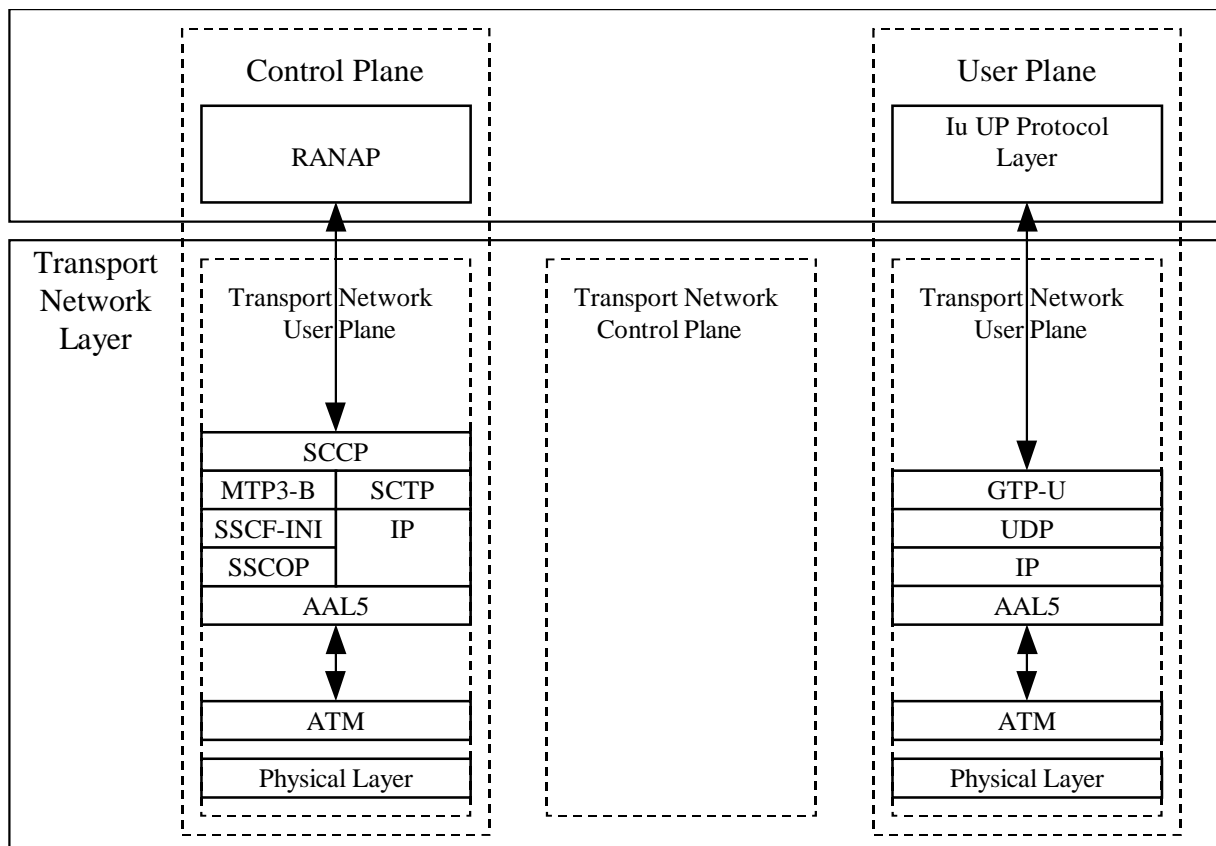 Control Plane
User Plane
RANAP
Iu UP Protocol
Layer
Transport
Network
Layer
Transport Network
User Plane
Transport Network
Control Plane
Transport Network
User Plane
SCCP
MTP3-B
SCTP
SSCF-INI
IP
SSCOP
AAL5
ATM
Physical Layer
GTP-U
UDP
IP
AAL5
ATM
Physical Layer